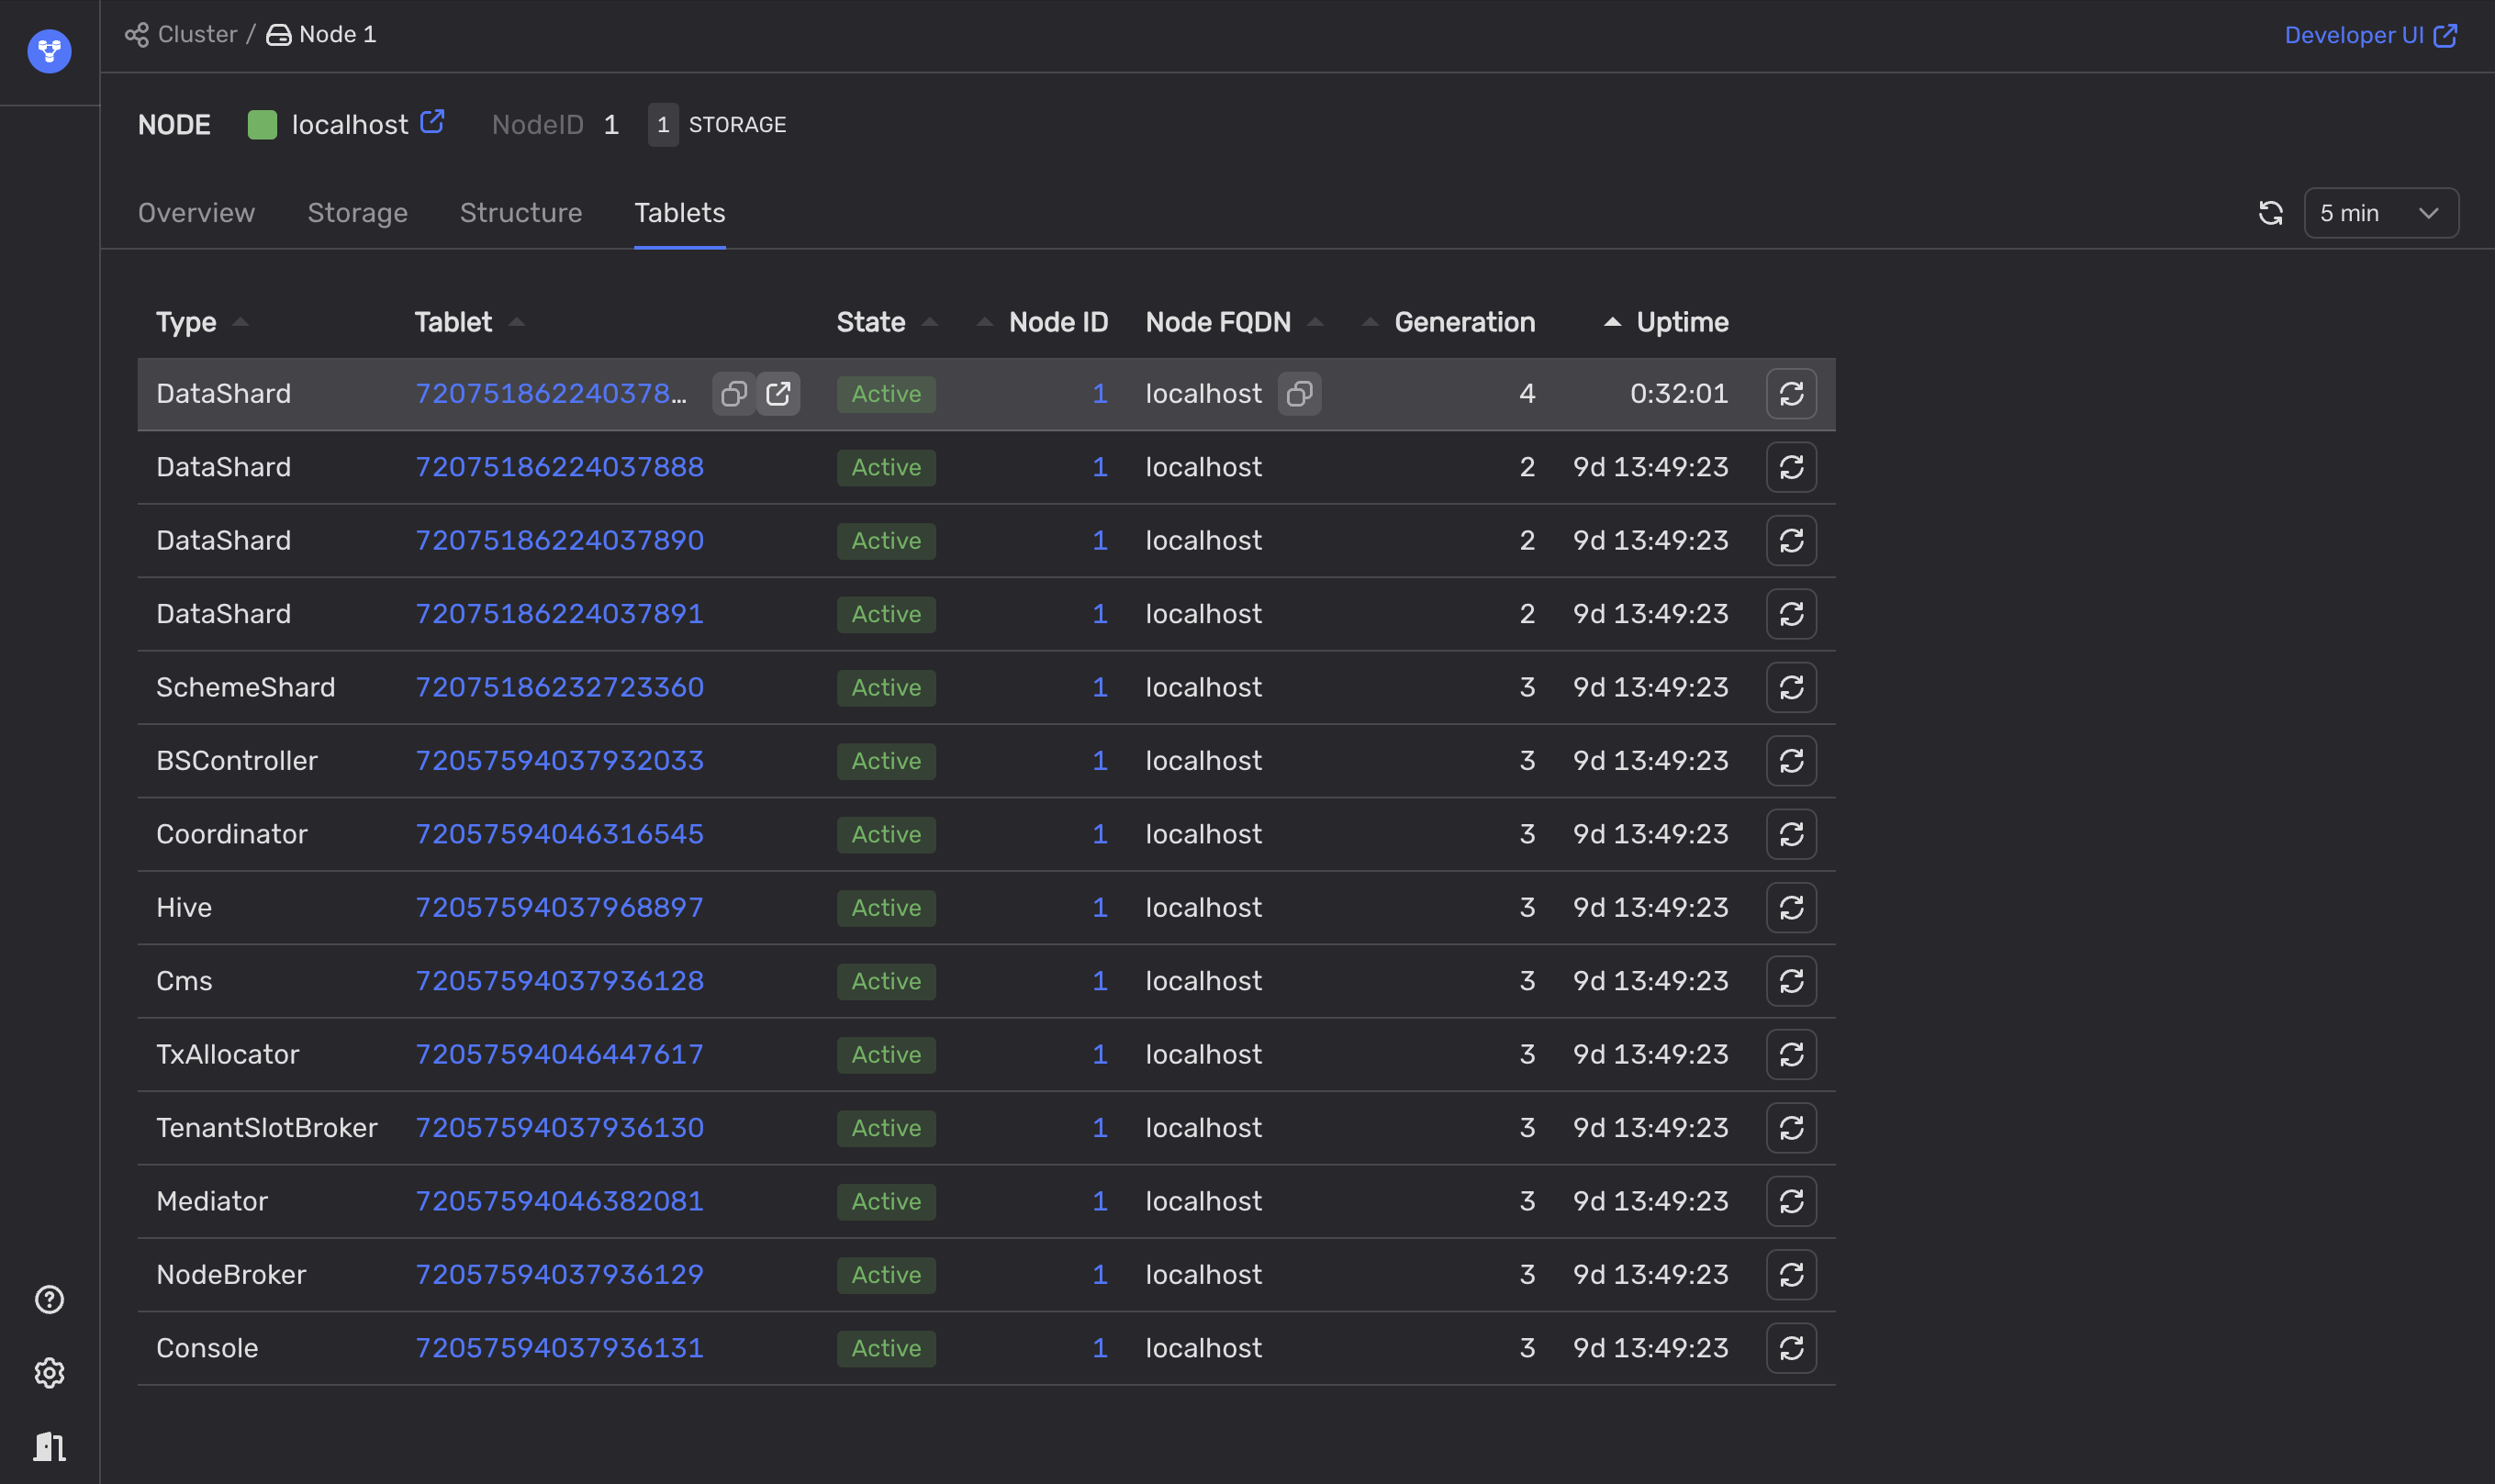 Cluster / Node 1
Developer UI
NODE localhost NodeID 1 1 STORAGE
Overview Storage Structure Tablets 5 min
Type Tablet State Node ID Node FQDN Generation Uptime
DataShard 720751862240378… Active 1 localhost 4 0:32:01
DataShard 72075186224037888 Active 1 localhost 2 9d 13:49:23
DataShard 72075186224037890 Active 1 localhost 2 9d 13:49:23
DataShard 72075186224037891 Active 1 localhost 2 9d 13:49:23
SchemeShard 72075186232723360 Active 1 localhost 3 9d 13:49:23
BSController 72057594037932033 Active 1 localhost 3 9d 13:49:23
Coordinator 72057594046316545 Active 1 localhost 3 9d 13:49:23
Hive 72057594037968897 Active 1 localhost 3 9d 13:49:23
Cms 72057594037936128 Active 1 localhost 3 9d 13:49:23
TxAllocator 72057594046447617 Active 1 localhost 3 9d 13:49:23
TenantSlotBroker 72057594037936130 Active 1 localhost 3 9d 13:49:23
Mediator 72057594046382081 Active 1 localhost 3 9d 13:49:23
NodeBroker 72057594037936129 Active 1 localhost 3 9d 13:49:23
Console 72057594037936131 Active 1 localhost 3 9d 13:49:23